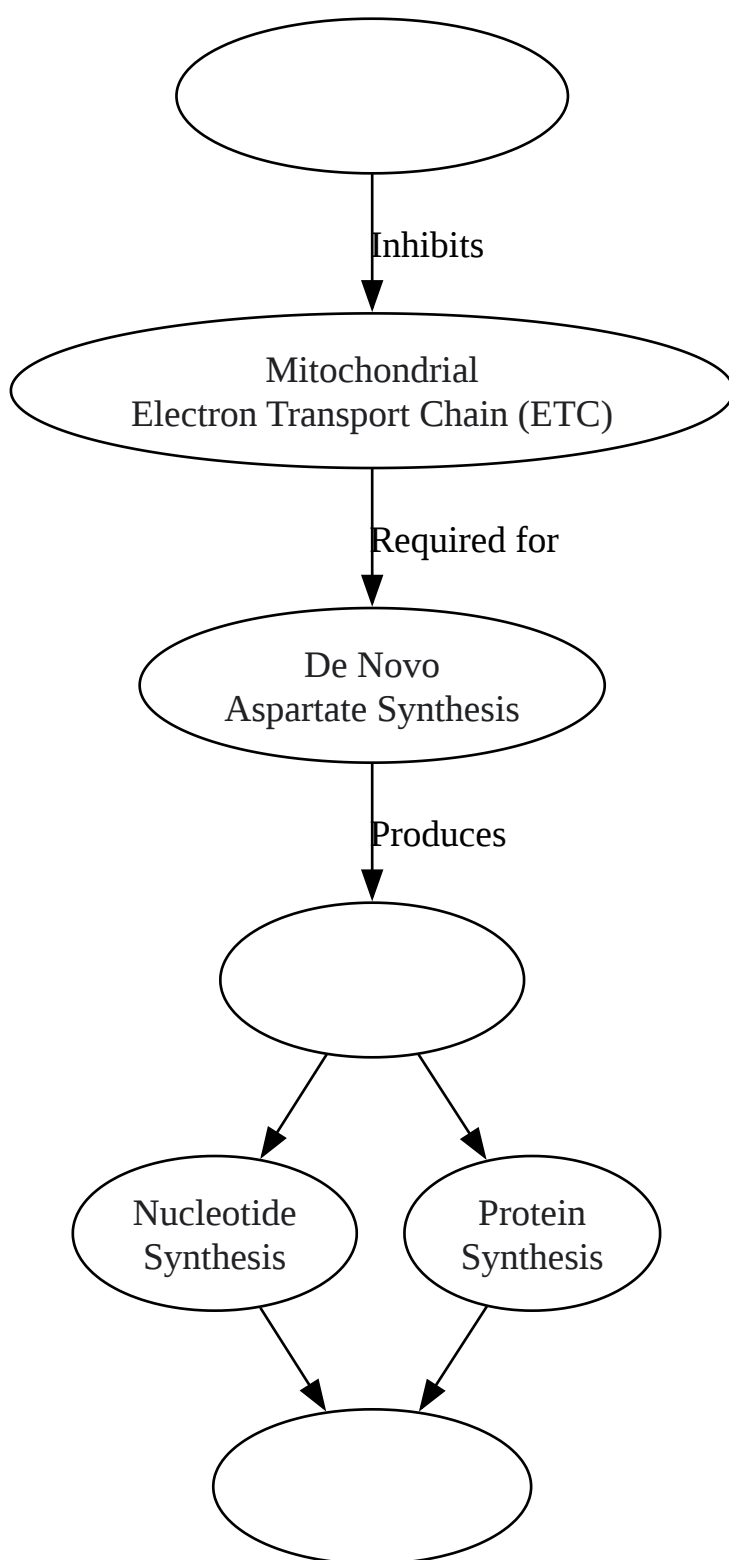 Inhibits
Mitochondrial
Electron Transport Chain (ETC)
Required for
De Novo
Aspartate Synthesis
Produces
Nucleotide
Synthesis
Protein
Synthesis